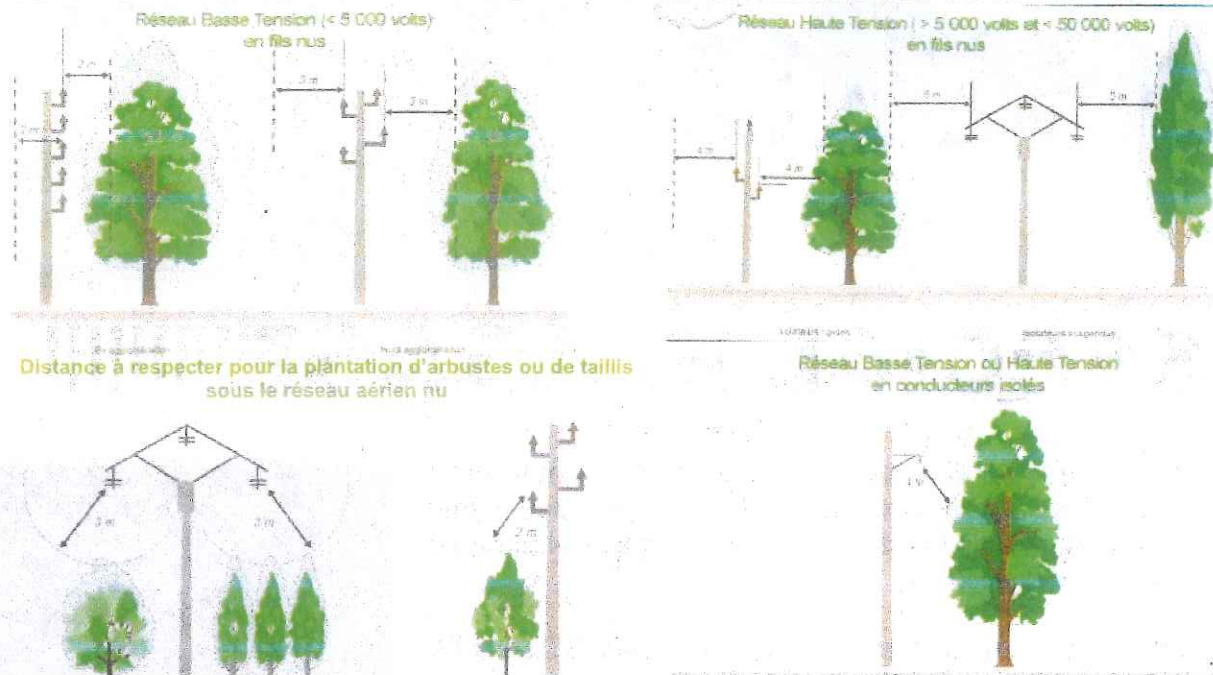 Réseau Basse Tension (< 5 000 volts)
en fils nus
2 m
3 m
3 m
Réseau Haute Tension ( > 5 000 volts et < 50 000 volts)
en fils nus
4 m
4 m
5 m
Distance à respecter pour la plantation d'arbustes ou de taillis
sous le réseau aérien nu
3 m
3 m
2 m
Réseau Basse Tension ou Haute Tension
en conducteurs isolés
1 m